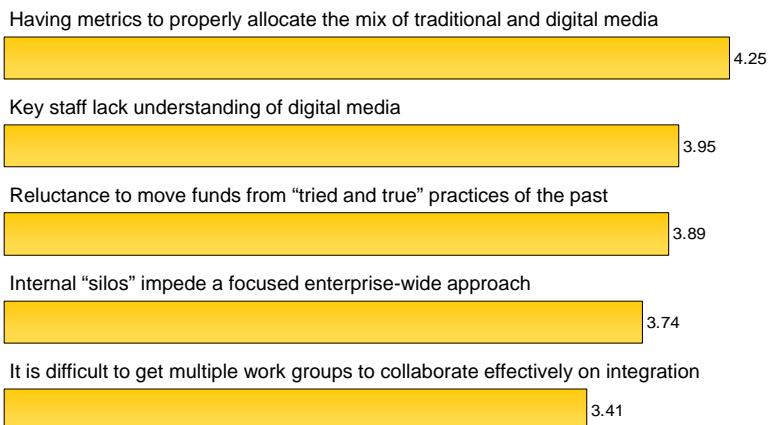 Having metrics to properly allocate the mix of traditional and digital media
4.25
Key staff lack understanding of digital media
3.95
Reluctance to move funds from “tried and true” practices of the past
3.89
Internal “silos” impede a focused enterprise-wide approach
3.74
It is difficult to get multiple work groups to collaborate effectively on integration
3.41